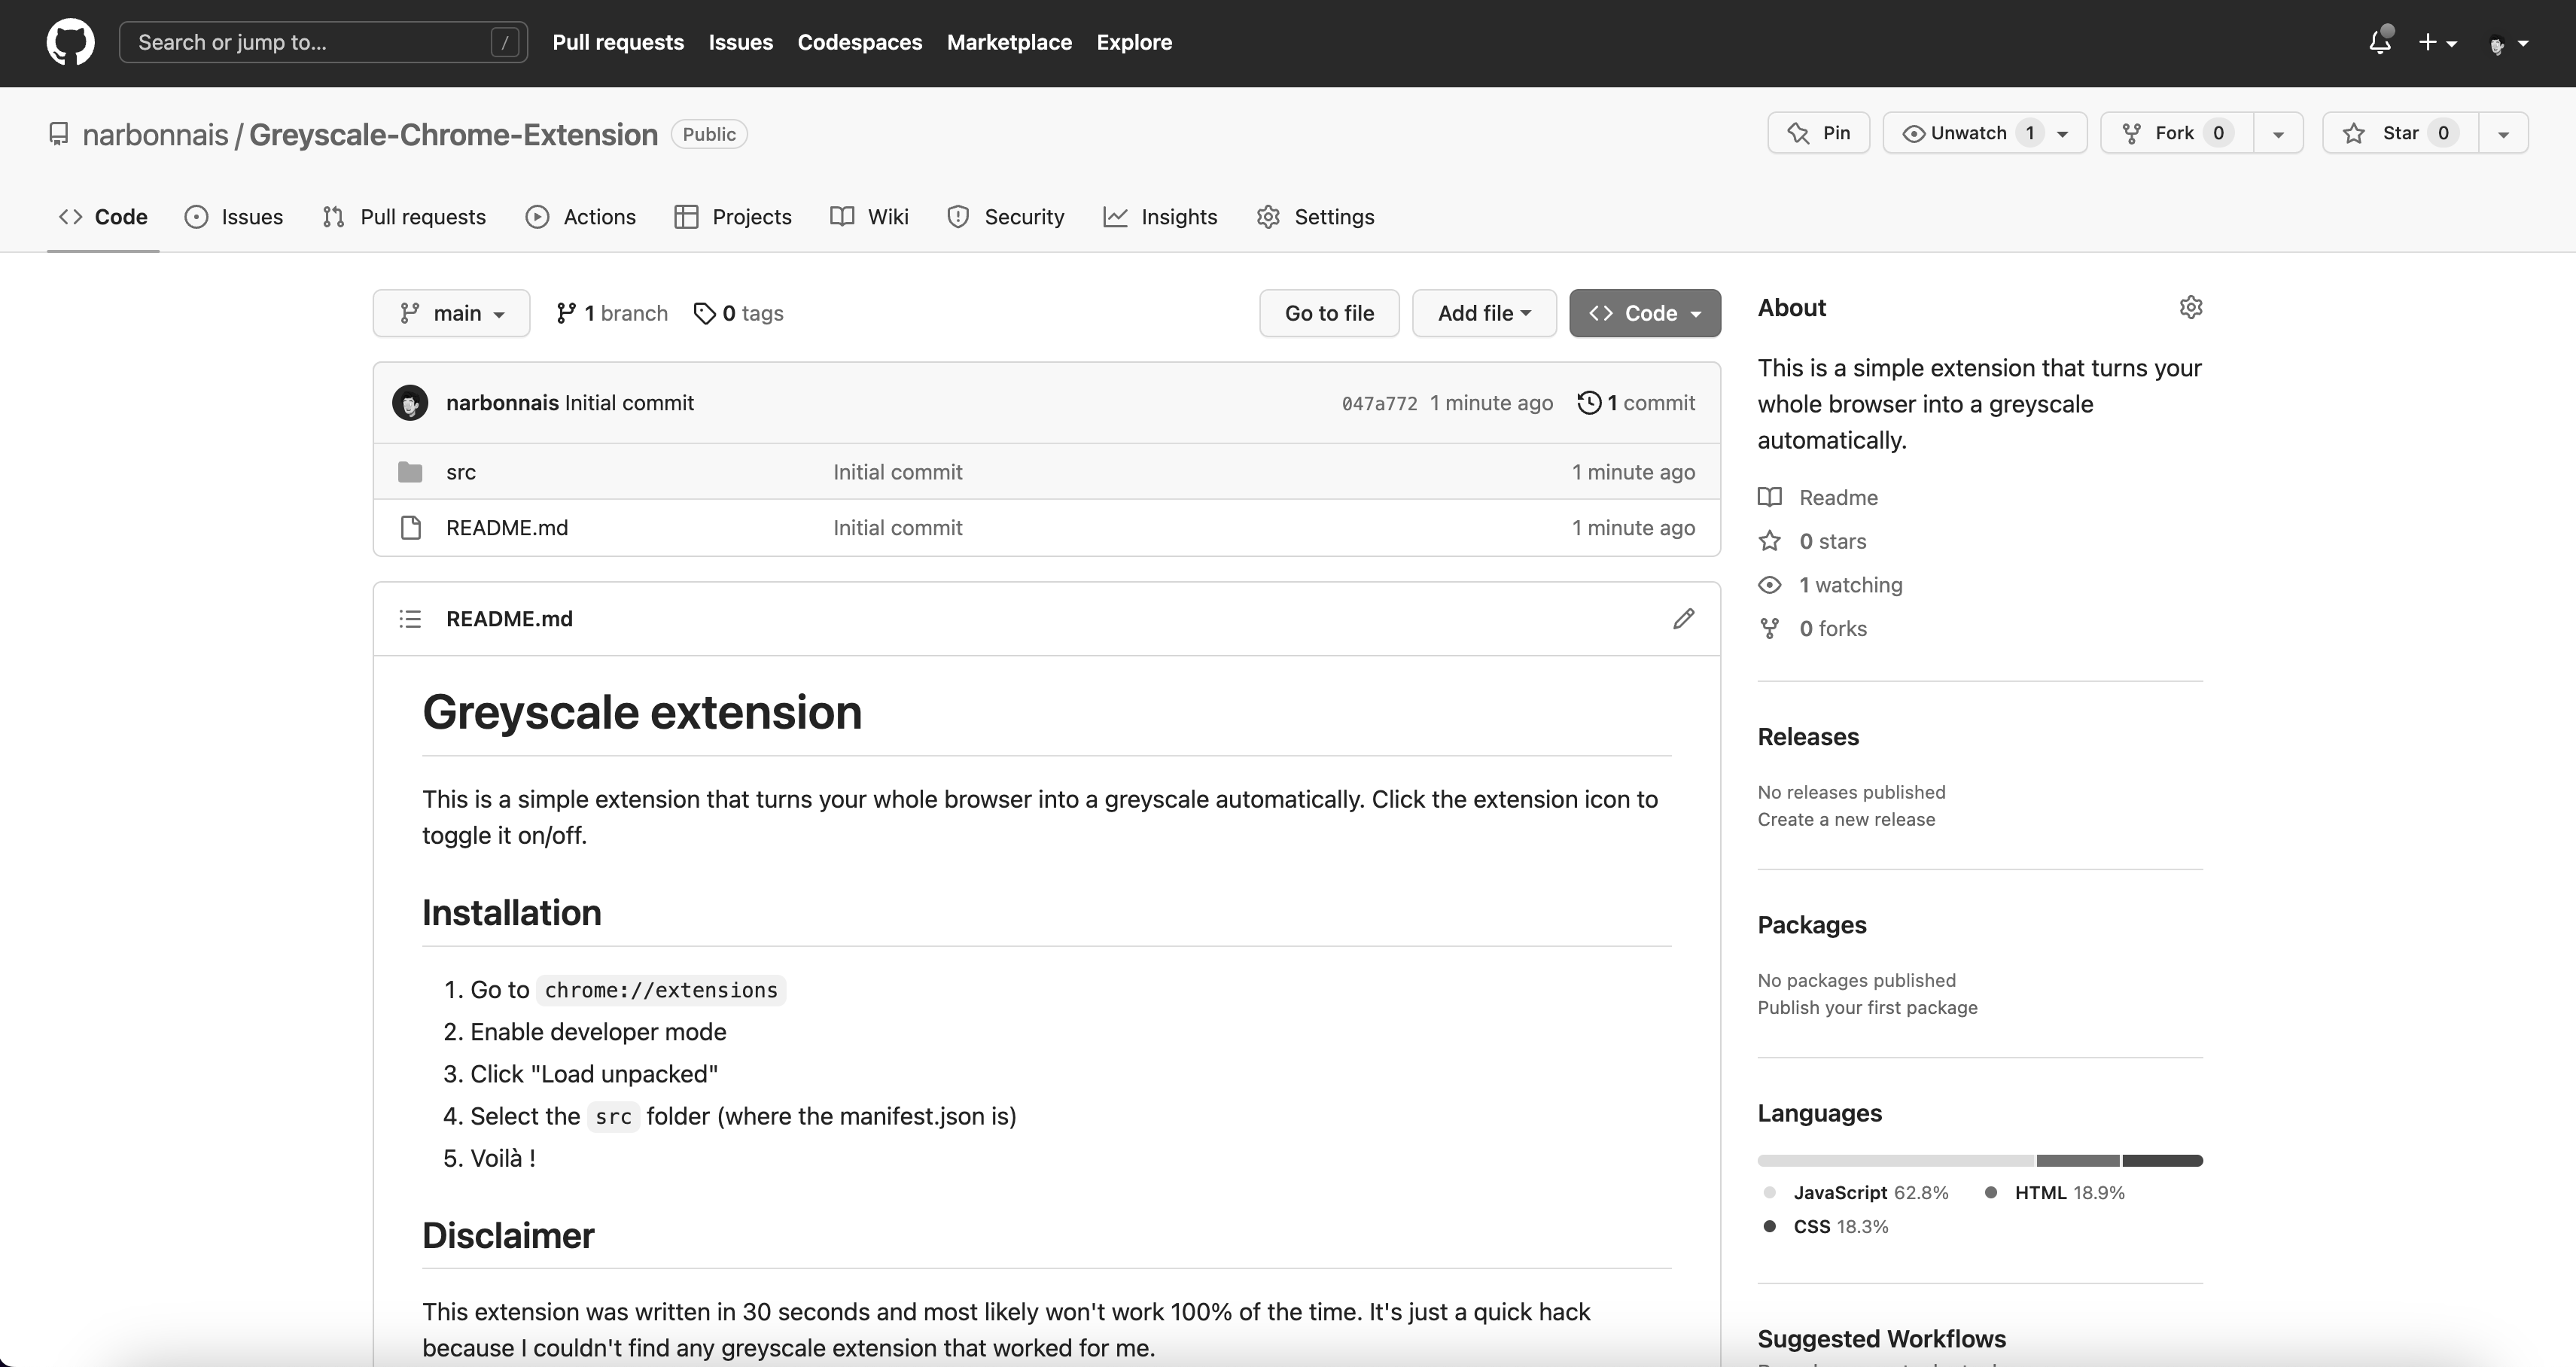 Search or jump to... /
Pull requests Issues Codespaces Marketplace Explore
narbonnais / Greyscale-Chrome-Extension Public
Pin Unwatch 1 Fork 0 Star 0
Code Issues Pull requests Actions Projects Wiki Security Insights Settings
main 1 branch 0 tags Go to file Add file Code
narbonnais Initial commit 047a772 1 minute ago 1 commit
src Initial commit 1 minute ago
README.md Initial commit 1 minute ago
README.md
Greyscale extension
This is a simple extension that turns your whole browser into a greyscale automatically. Click the extension icon to
toggle it on/off.
Installation
1. Go to chrome://extensions
2. Enable developer mode
3. Click "Load unpacked"
4. Select the src folder (where the manifest.json is)
5. Voilà !
Disclaimer
This extension was written in 30 seconds and most likely won't work 100% of the time. It's just a quick hack
because I couldn't find any greyscale extension that worked for me.
About
This is a simple extension that turns your
whole browser into a greyscale
automatically.
Readme
0 stars
1 watching
0 forks
Releases
No releases published
Create a new release
Packages
No packages published
Publish your first package
Languages
JavaScript 62.8% HTML 18.9%
CSS 18.3%
Suggested Workflows